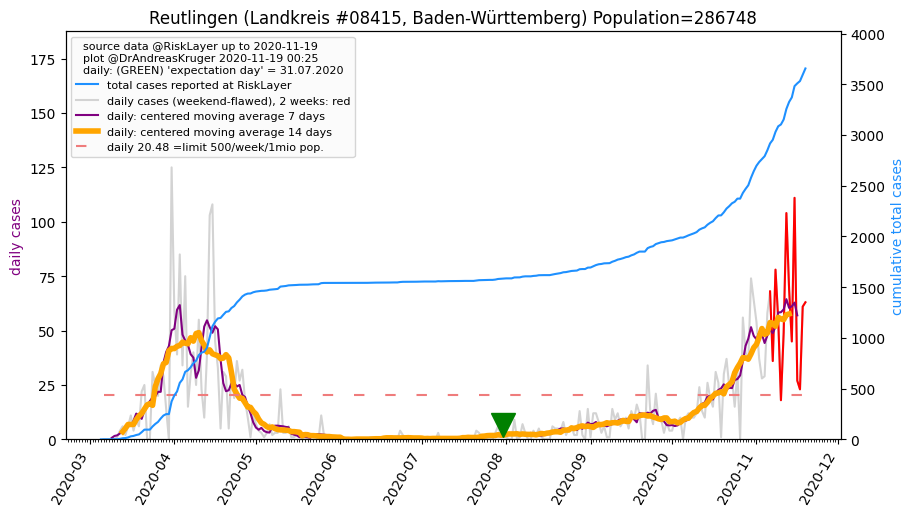 Reutlingen (Landkreis #08415, Baden-Württemberg) Population=286748
source data @RiskLayer up to 2020-11-19
plot @DrAndreasKruger 2020-11-19 00:25
daily: (GREEN) 'expectation day' = 31.07.2020
total cases reported at RiskLayer
daily cases (weekend-flawed), 2 weeks: red
daily: centered moving average 7 days
daily: centered moving average 14 days
daily 20.48 =limit 500/week/1mio pop.
daily cases
175
150
125
100
75
50
25
0
4000
3500
3000
2500
2000
1500
1000
500
0
cumulative total cases
2020-03
2020-04
2020-05
2020-06
2020-07
2020-08
2020-09
2020-10
2020-11
2020-12